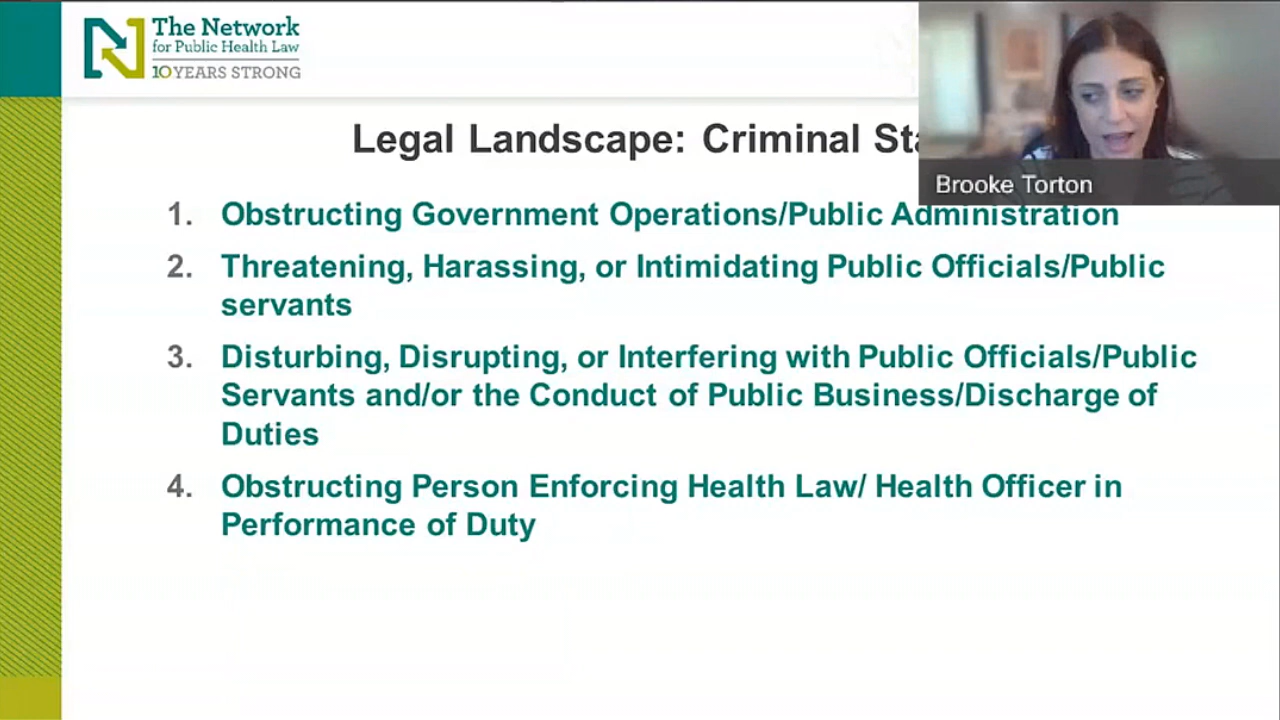 The Network
for Public Health Law
10 YEARS STRONG
Brooke Torton
Legal Landscape: Criminal
1. Obstructing Government Operations/Public Administration
2. Threatening, Harassing, or Intimidating Public Officials/Public
servants
3. Disturbing, Disrupting, or Interfering with Public Officials/Public
Servants and/or the Conduct of Public Business/Discharge of
Duties
4. Obstructing Person Enforcing Health Law/ Health Officer in
Performance of Duty